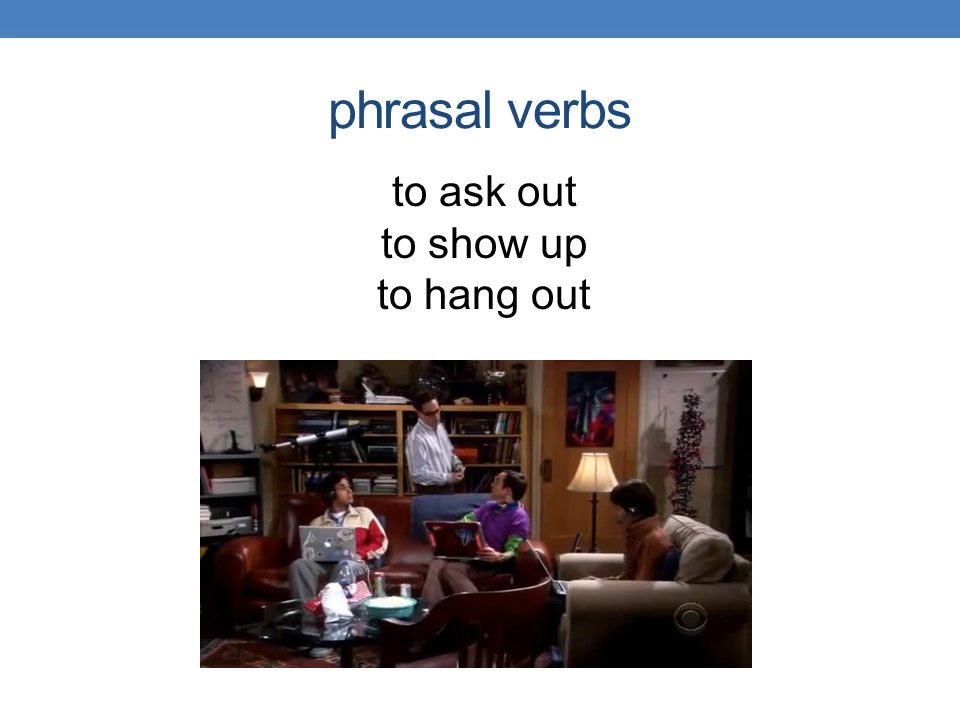 phrasal verbs
to ask out
to show up
to hang out